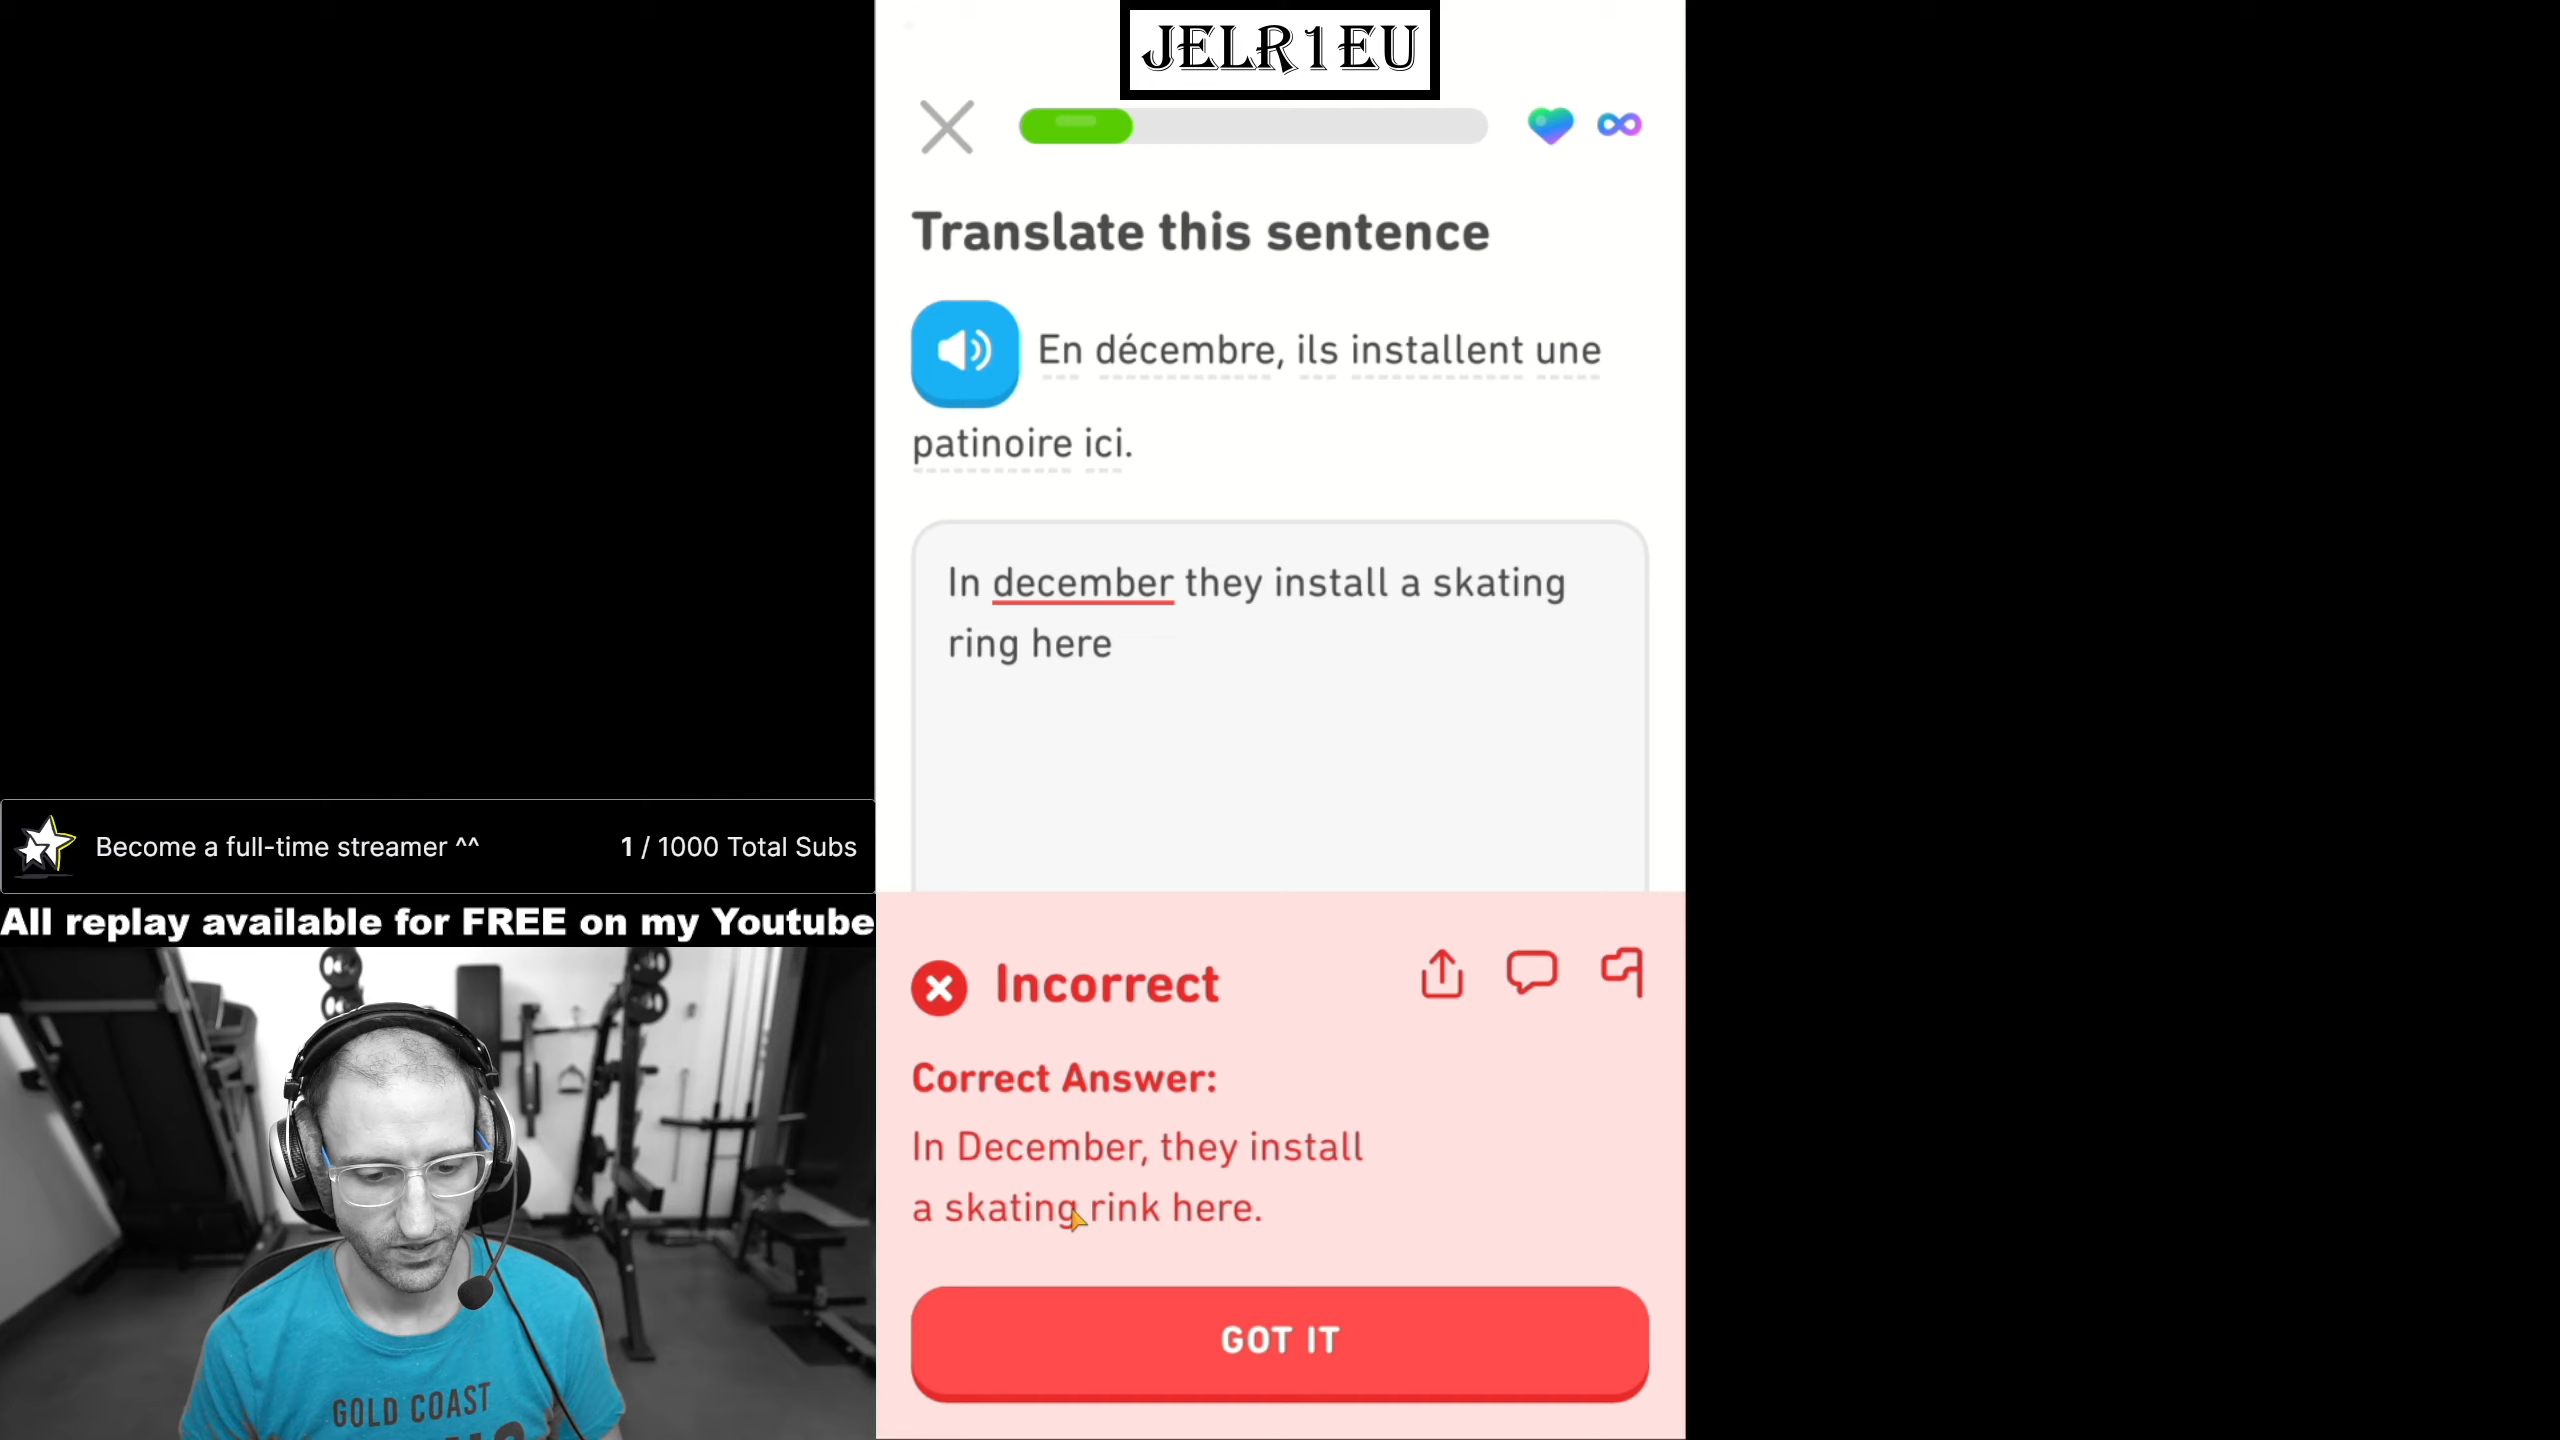 JELR1EU
Translate this sentence
En décembre, ils installent une
patinoire ici.
In december they install a skating
ring here
Become a full-time streamer ^^ 1 / 1000 Total Subs
All replay available for FREE on my Youtube
Incorrect
Correct Answer:
In December, they install
a skating rink here.
GOT IT
GOLD COAST